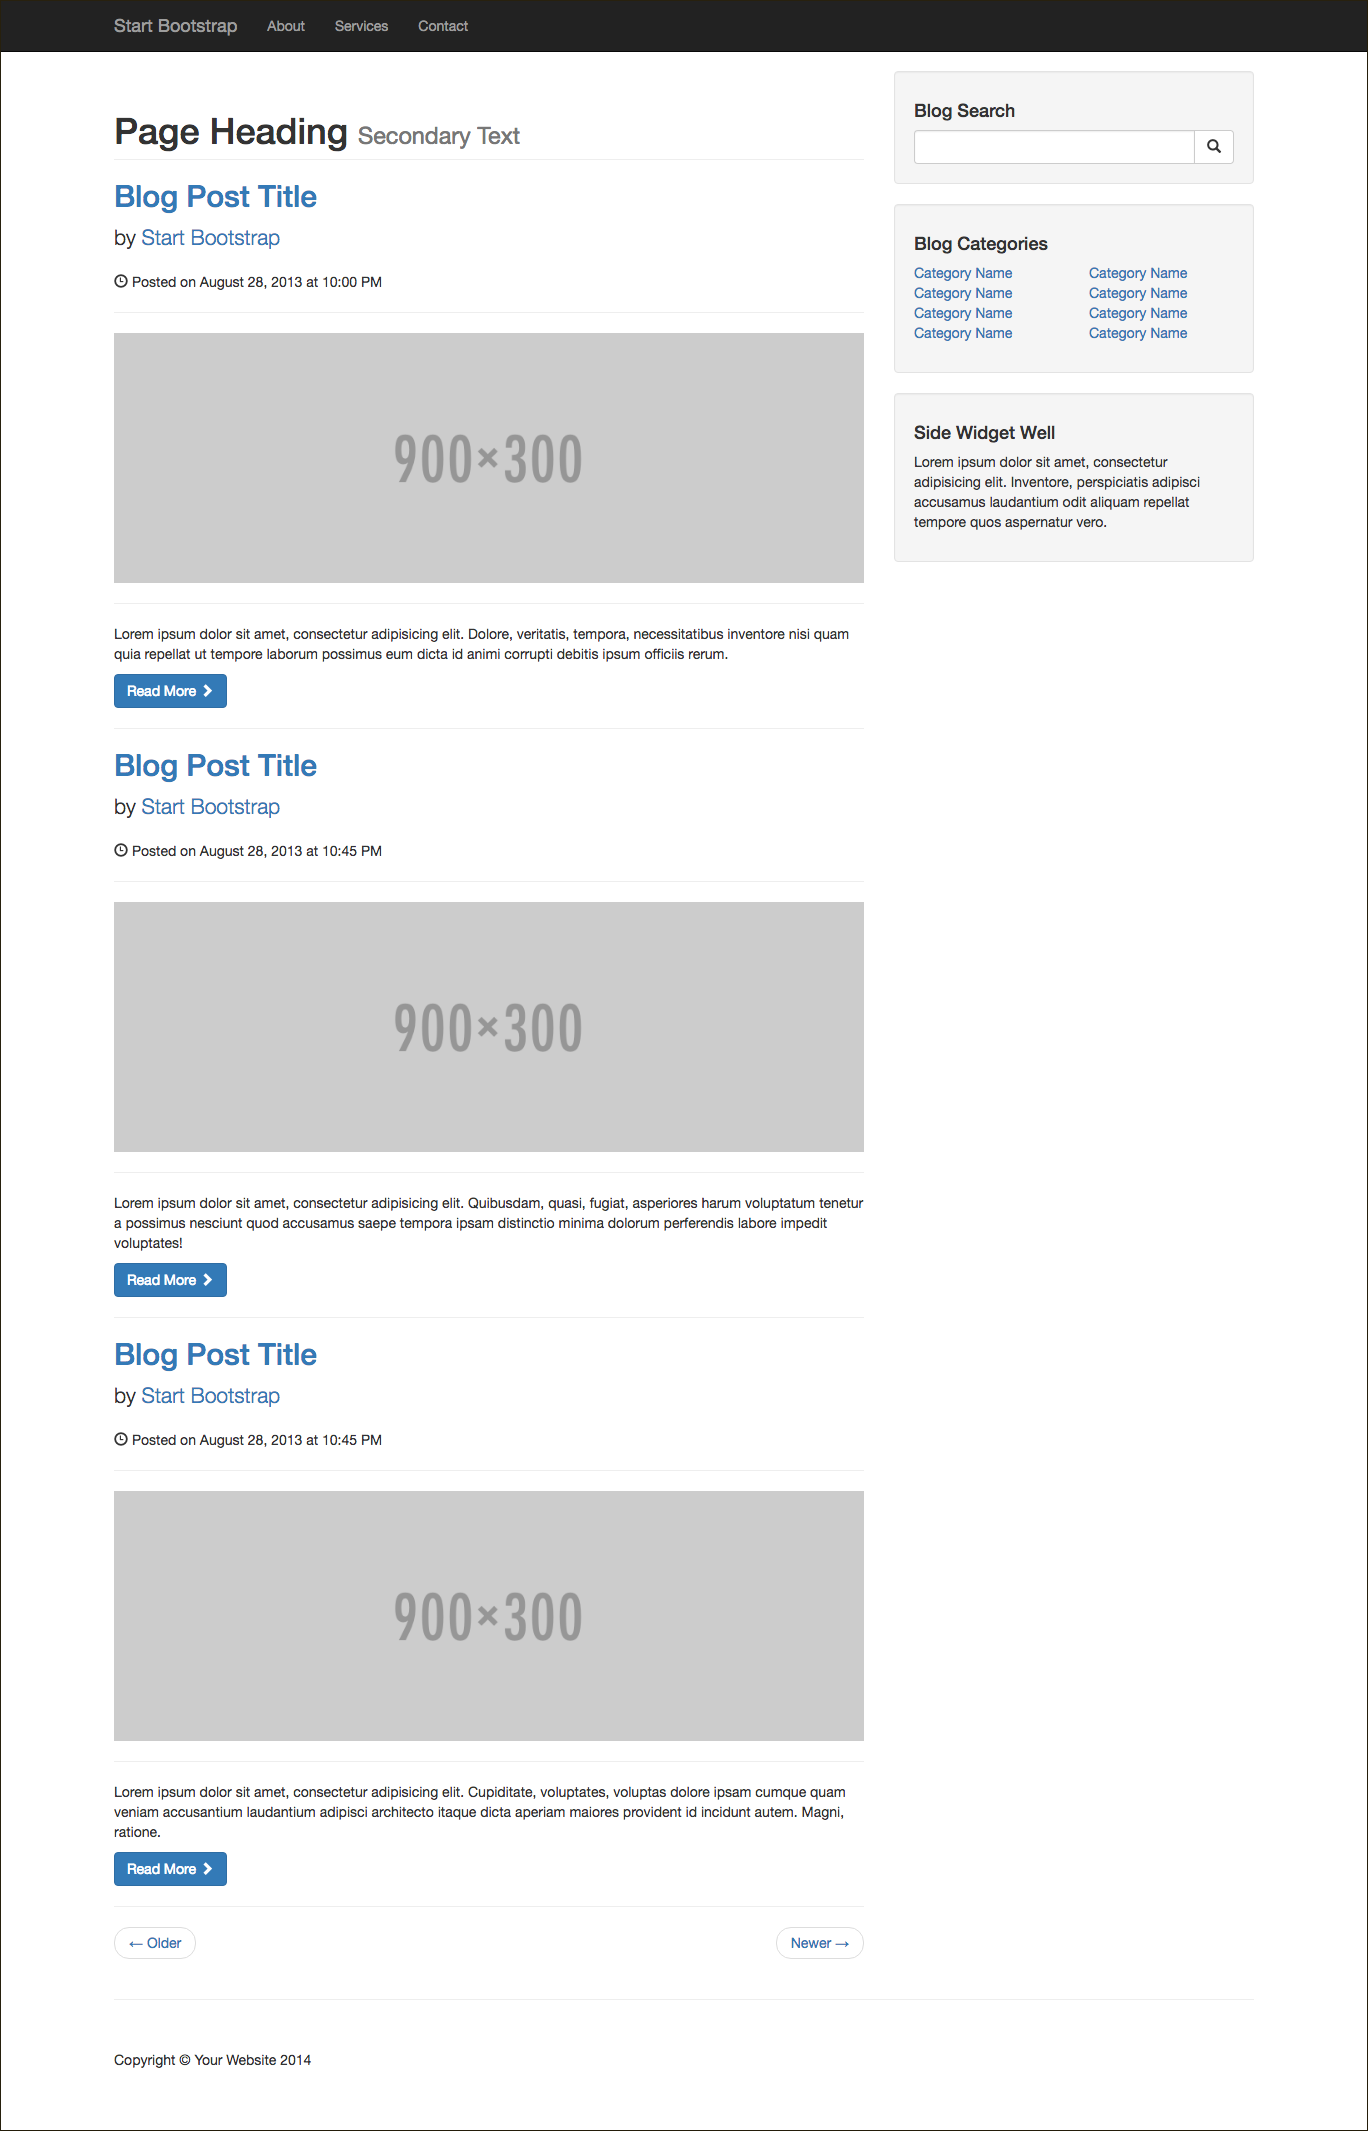 Start Bootstrap About Services Contact
Page Heading Secondary Text
Blog Post Title
by Start Bootstrap
Posted on August 28, 2013 at 10:00 PM
900×300
Lorem ipsum dolor sit amet, consectetur adipisicing elit. Dolore, veritatis, tempora, necessitatibus inventore nisi quam
quia repellat ut tempore laborum possimus eum dicta id animi corrupti debitis ipsum officiis rerum.
Read More
Blog Post Title
by Start Bootstrap
Posted on August 28, 2013 at 10:45 PM
900×300
Lorem ipsum dolor sit amet, consectetur adipisicing elit. Quibusdam, quasi, fugiat, asperiores harum voluptatum tenetur
a possimus nesciunt quod accusamus saepe tempora ipsam distinctio minima dolorum perferendis labore impedit
voluptates!
Read More
Blog Post Title
by Start Bootstrap
Posted on August 28, 2013 at 10:45 PM
900×300
Lorem ipsum dolor sit amet, consectetur adipisicing elit. Cupiditate, voluptates, voluptas dolore ipsam cumque quam
veniam accusantium laudantium adipisci architecto itaque dicta aperiam maiores provident id incidunt autem. Magni,
ratione.
Read More
← Older
Newer →
Blog Search
Blog Categories
Category Name
Category Name
Category Name
Category Name
Category Name
Category Name
Category Name
Category Name
Side Widget Well
Lorem ipsum dolor sit amet, consectetur
adipisicing elit. Inventore, perspiciatis adipisci
accusamus laudantium odit aliquam repellat
tempore quos aspernatur vero.
Copyright © Your Website 2014